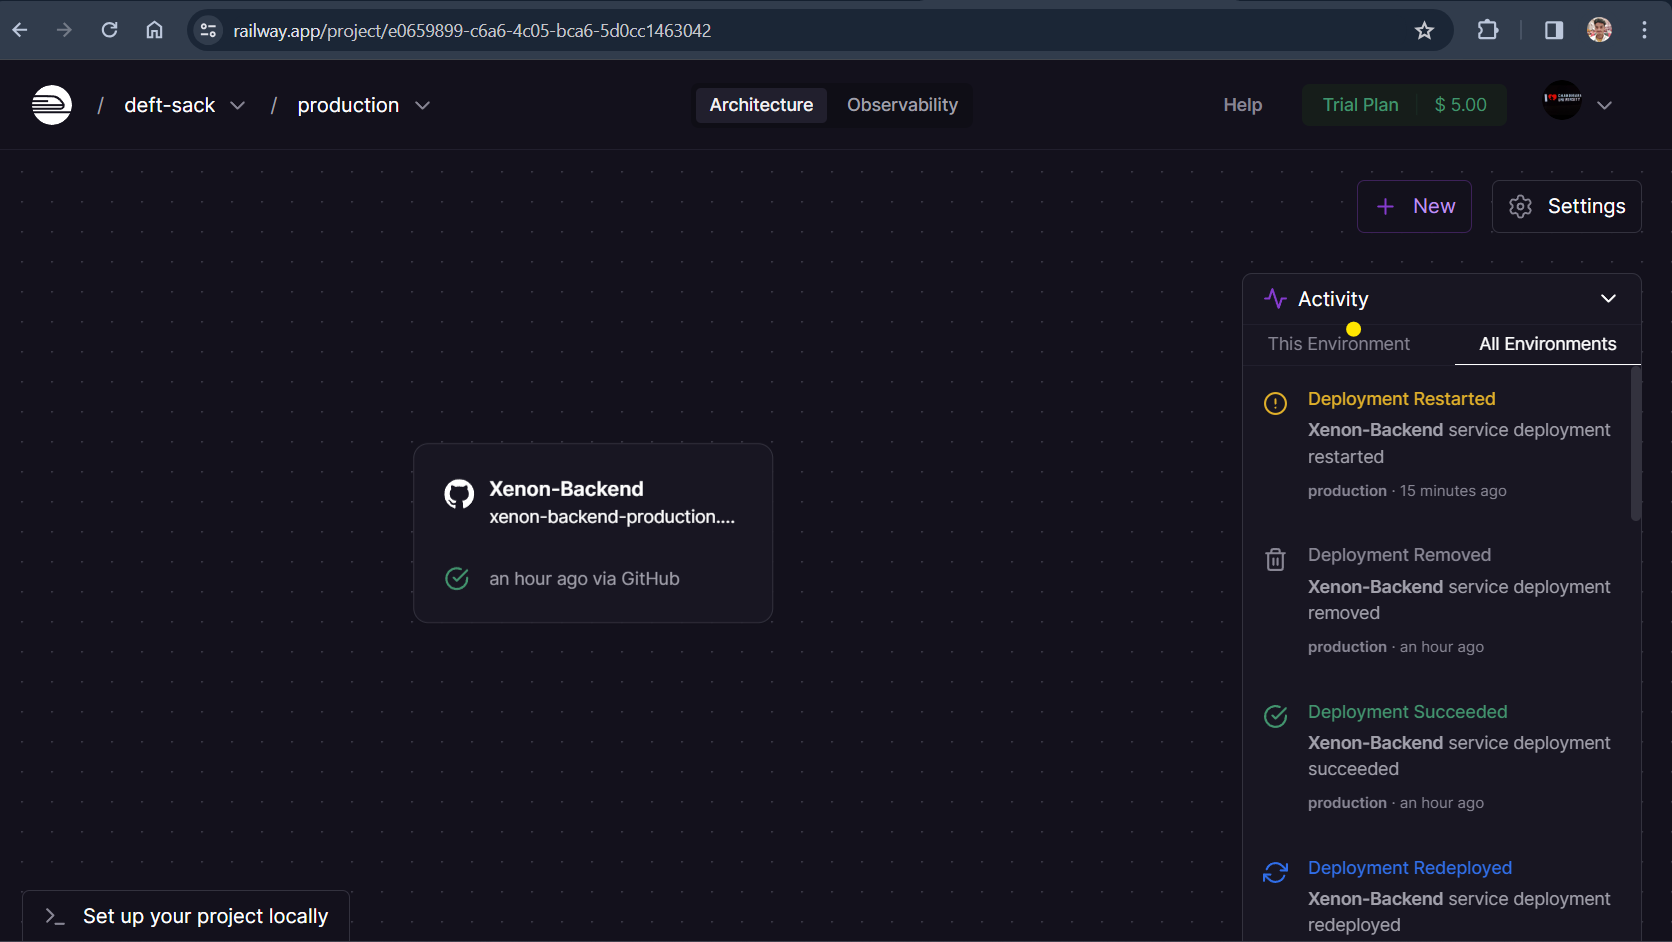 railway.app/project/e0659899-c6a6-4c05-bca6-5d0cc1463042
/ deft-sack / production
Architecture Observability
Help
Trial Plan $ 5.00
+ New
Settings
Activity
This Environment All Environments
Deployment Restarted
Xenon-Backend service deployment
restarted
production · 15 minutes ago
Deployment Removed
Xenon-Backend service deployment
removed
production · an hour ago
Deployment Succeeded
Xenon-Backend service deployment
succeeded
production · an hour ago
Deployment Redeployed
Xenon-Backend service deployment
redeployed
Xenon-Backend
xenon-backend-production....
an hour ago via GitHub
Set up your project locally